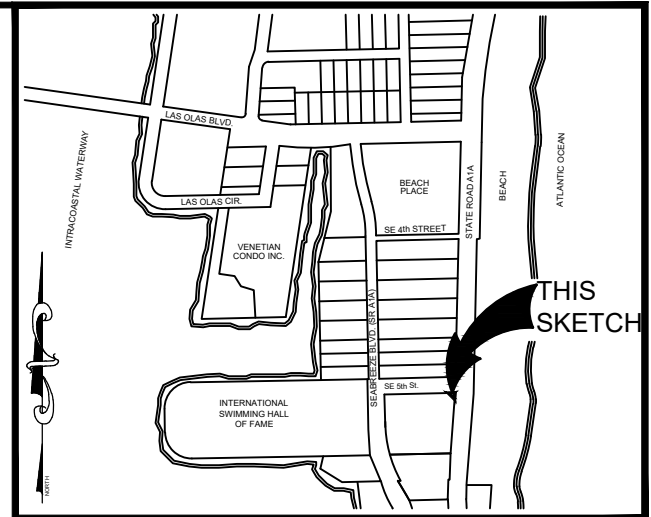 LAS OLAS BLVD.
INTRACOASTAL WATERWAY
LAS OLAS CIR.
VENETIAN
CONDO INC.
BEACH
PLACE
SE 4th STREET
STATE ROAD A1A
BEACH
ATLANTIC OCEAN
THIS
SKETCH
SEABREEZE BLVD. (SR A1A)
SE 5th St.
INTERNATIONAL
SWIMMING HALL
OF FAME
NORTH